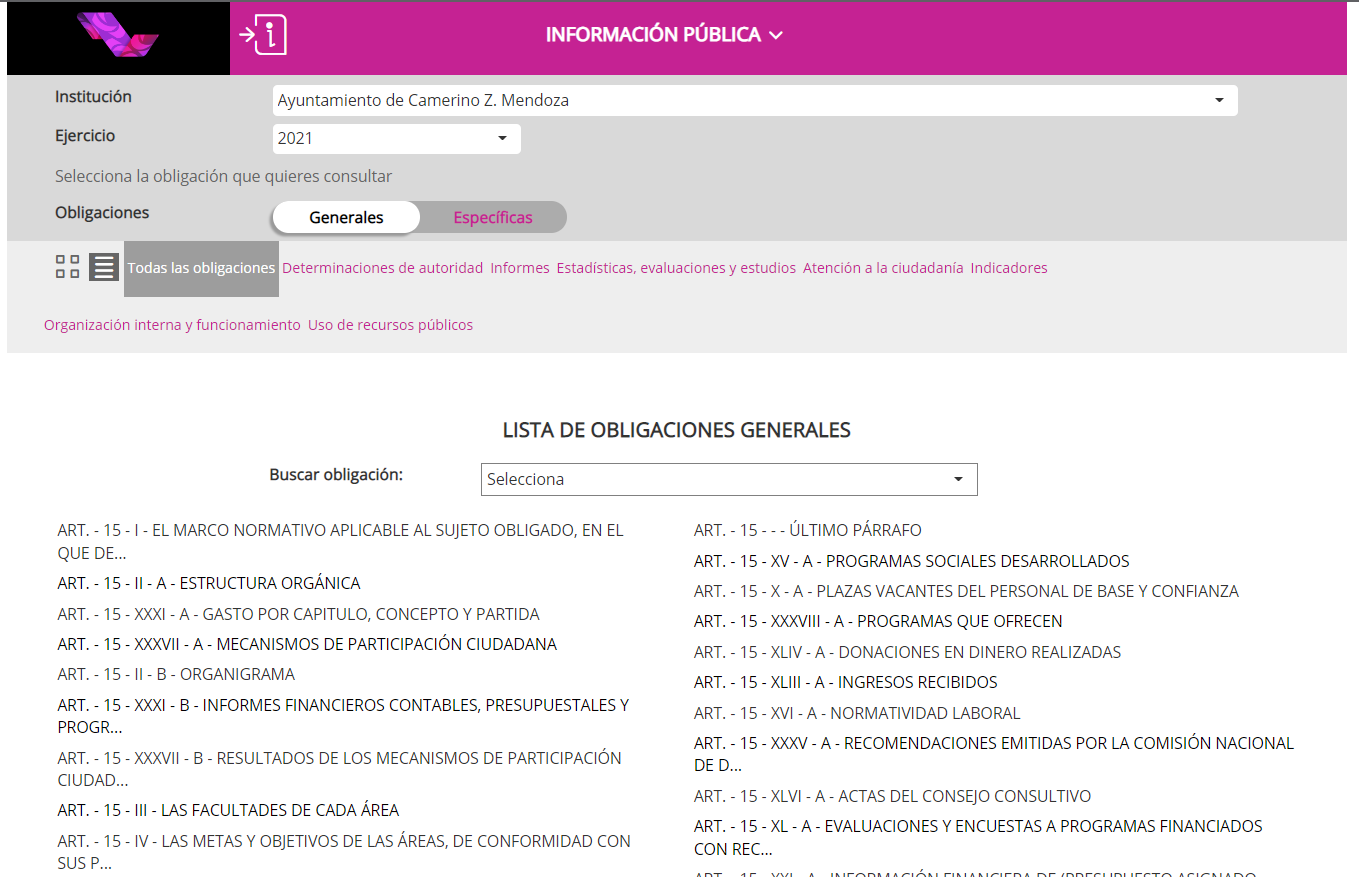 INFORMACIÓN PÚBLICA
Institución
Ayuntamiento de Camerino Z. Mendoza
Ejercicio
2021
Selecciona la obligación que quieres consultar
Obligaciones
Generales
Específicas
Todas las obligaciones Determinaciones de autoridad Informes Estadísticas, evaluaciones y estudios Atención a la ciudadanía Indicadores
Organización interna y funcionamiento Uso de recursos públicos
LISTA DE OBLIGACIONES GENERALES
Buscar obligación:
Selecciona
ART. - 15 - I - EL MARCO NORMATIVO APLICABLE AL SUJETO OBLIGADO, EN EL
QUE DE...
ART. - 15 - II - A - ESTRUCTURA ORGÁNICA
ART. - 15 - XXXI - A - GASTO POR CAPITULO, CONCEPTO Y PARTIDA
ART. - 15 - XXXVII - A - MECANISMOS DE PARTICIPACIÓN CIUDADANA
ART. - 15 - II - B - ORGANIGRAMA
ART. - 15 - XXXI - B - INFORMES FINANCIEROS CONTABLES, PRESUPUESTALES Y
PROGR...
ART. - 15 - XXXVII - B - RESULTADOS DE LOS MECANISMOS DE PARTICIPACIÓN
CIUDAD...
ART. - 15 - III - LAS FACULTADES DE CADA ÁREA
ART. - 15 - IV - LAS METAS Y OBJETIVOS DE LAS ÁREAS, DE CONFORMIDAD CON
SUS P...
ART. - 15 - - - ÚLTIMO PÁRRAFO
ART. - 15 - XV - A - PROGRAMAS SOCIALES DESARROLLADOS
ART. - 15 - X - A - PLAZAS VACANTES DEL PERSONAL DE BASE Y CONFIANZA
ART. - 15 - XXXVIII - A - PROGRAMAS QUE OFRECEN
ART. - 15 - XLIV - A - DONACIONES EN DINERO REALIZADAS
ART. - 15 - XLIII - A - INGRESOS RECIBIDOS
ART. - 15 - XVI - A - NORMATIVIDAD LABORAL
ART. - 15 - XXXV - A - RECOMENDACIONES EMITIDAS POR LA COMISIÓN NACIONAL
DE D...
ART. - 15 - XLVI - A - ACTAS DEL CONSEJO CONSULTIVO
ART. - 15 - XL - A - EVALUACIONES Y ENCUESTAS A PROGRAMAS FINANCIADOS
CON REC...
ART. - 15 - XXI - A - INFORMACIÓN FINANCIERA DE (PRESUPUESTO ASIGNADO